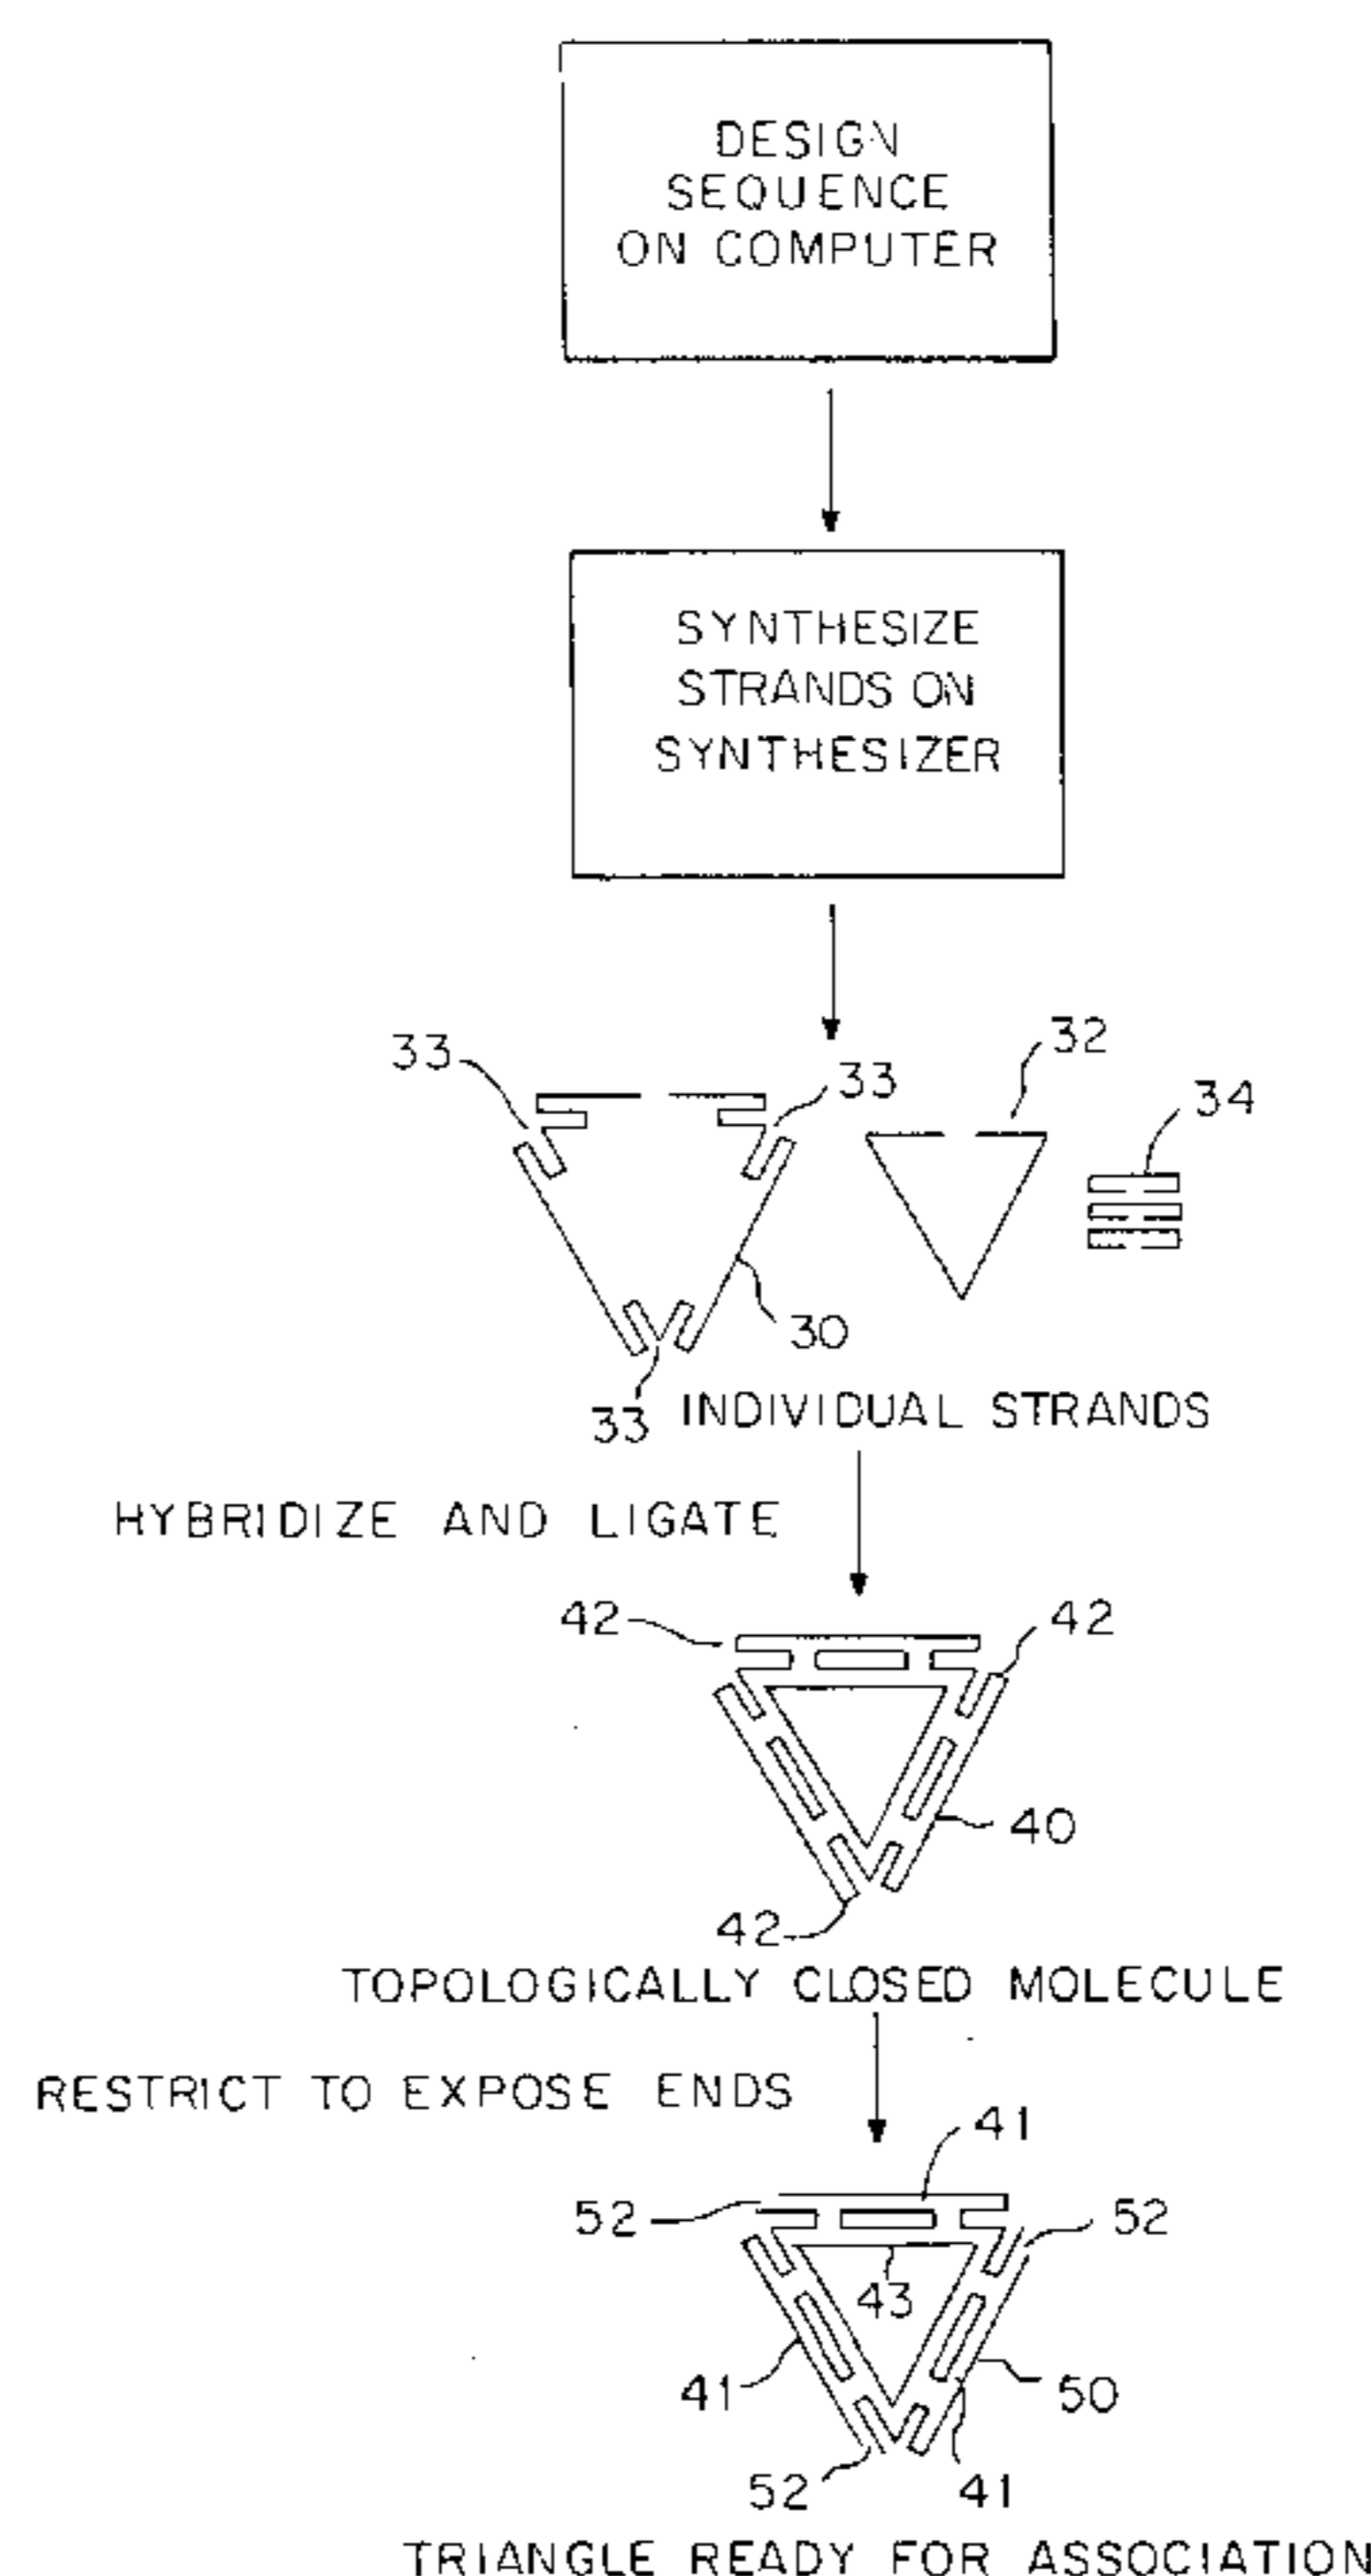 DESIGN
SEQUENCE
ON COMPUTER
SYNTHESIZE
STRANDS ON
SYNTHESIZER
33
33
32
34
30
33
INDIVIDUAL STRANDS
HYBRIDIZE AND LIGATE
42
42
40
42
TOPOLOGICALLY CLOSED MOLECULE
RESTRICT TO EXPOSE ENDS
41
52
52
43
41
50
52
41
TRIANGLE READY FOR ASSOCIATION